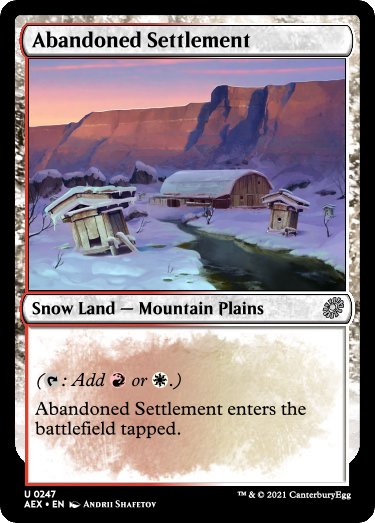 Abandoned Settlement
Snow Land — Mountain Plains
(: Add or .)
Abandoned Settlement enters the
battlefield tapped.
U 0247
AEX • EN Andrii Shafetov
™ & © 2021 CanterburyEgg